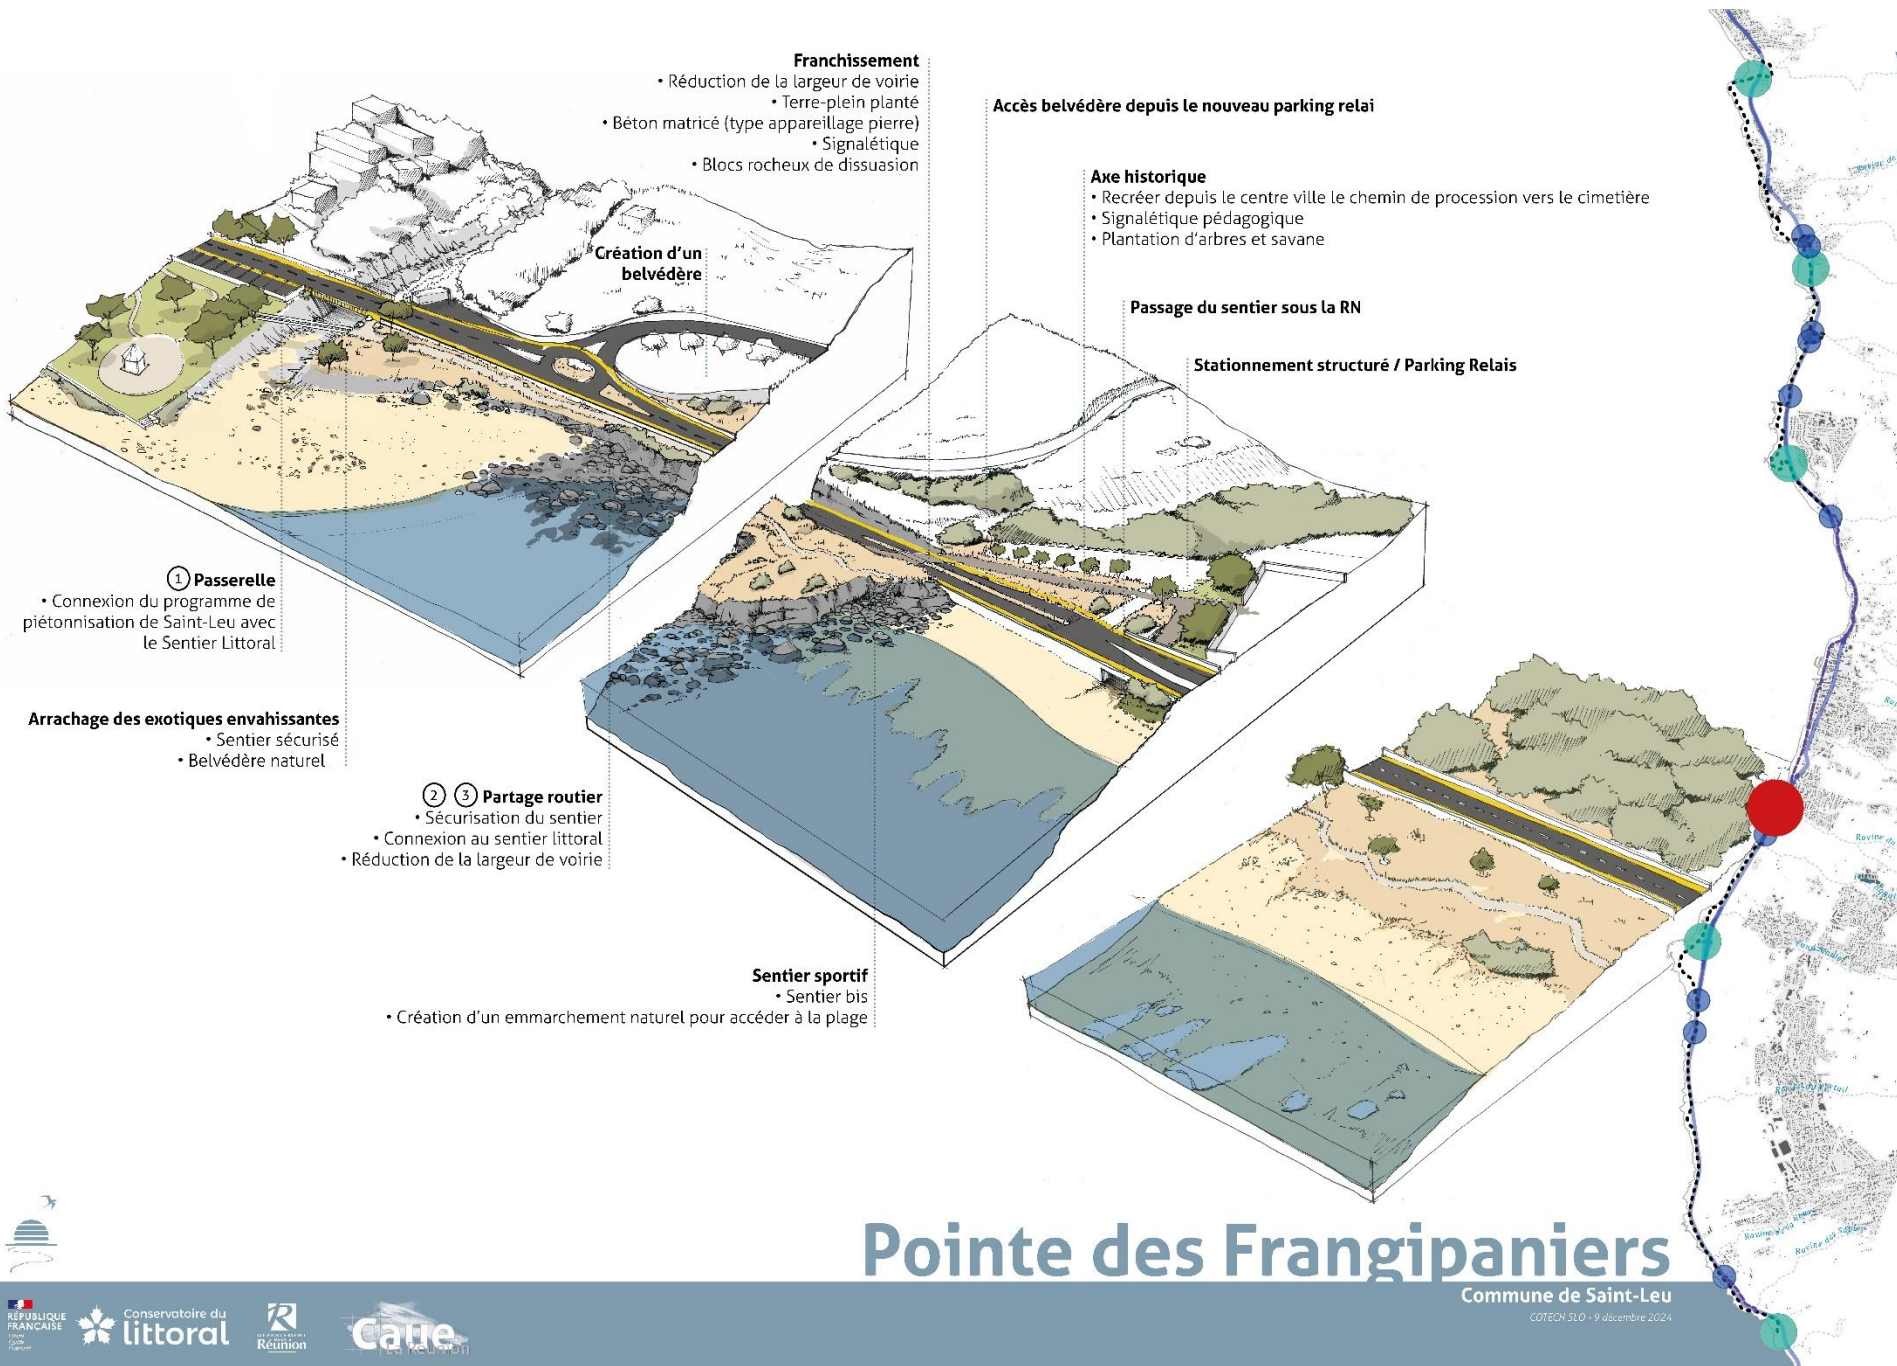 Franchissement
• Réduction de la largeur de voirie
• Terre-plein planté
• Béton matricé (type appareillage pierre)
• Signalétique
• Blocs rocheux de dissuasion
Accès belvédère depuis le nouveau parking relai
Axe historique
• Recréer depuis le centre ville le chemin de procession vers le cimetière
• Signalétique pédagogique
• Plantation d'arbres et savane
Création d'un
belvédère
Passage du sentier sous la RN
Stationnement structuré / Parking Relais
1 Passerelle
• Connexion du programme de
piétonnisation de Saint-Leu avec
le Sentier Littoral
Arrachage des exotiques envahissantes
• Sentier sécurisé
• Belvédère naturel
2 3 Partage routier
• Sécurisation du sentier
• Connexion au sentier littoral
• Réduction de la largeur de voirie
Sentier sportif
• Sentier bis
• Création d'un emmarchement naturel pour accéder à la plage
Pointe des Frangipaniers
Commune de Saint-Leu
COTECH SLO - 9 décembre 2024
RÉPUBLIQUE
FRANÇAISE
Conservatoire du
littoral
Réunion
Caue
La Réunion